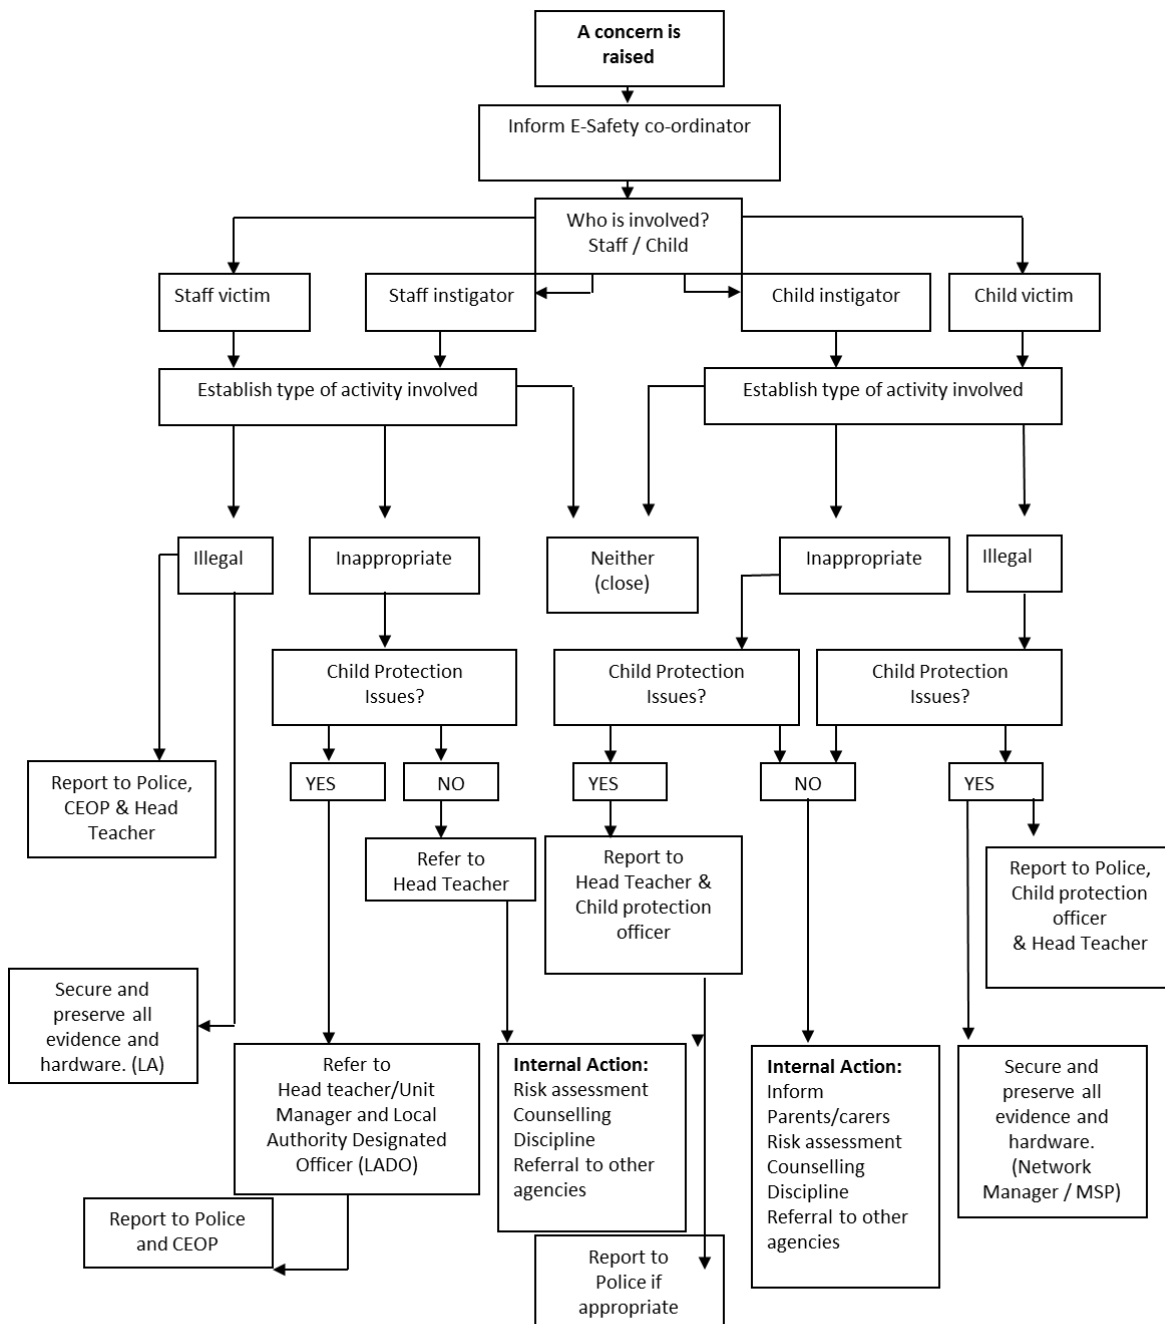 A concern is
raised
Inform E-Safety co-ordinator
Who is involved?
Staff / Child
Staff victim
Staff instigator
Child instigator
Child victim
Establish type of activity involved
Establish type of activity involved
Illegal
Inappropriate
Neither
(close)
Inappropriate
Illegal
Child Protection
Issues?
Child Protection
Issues?
Child Protection
Issues?
YES
NO
YES
NO
YES
Report to Police,
CEOP & Head
Teacher
Refer to
Head Teacher
Report to
Head Teacher &
Child protection
officer
Report to Police,
Child protection
officer
& Head Teacher
Secure and
preserve all
evidence and
hardware. (LA)
Refer to
Head teacher/Unit
Manager and Local
Authority Designated
Officer (LADO)
Internal Action:
Risk assessment
Counselling
Discipline
Referral to other
agencies
Internal Action:
Inform
Parents/carers
Risk assessment
Counselling
Discipline
Referral to other
agencies
Secure and
preserve all
evidence and
hardware.
(Network
Manager / MSP)
Report to Police
and CEOP
Report to
Police if
appropriate